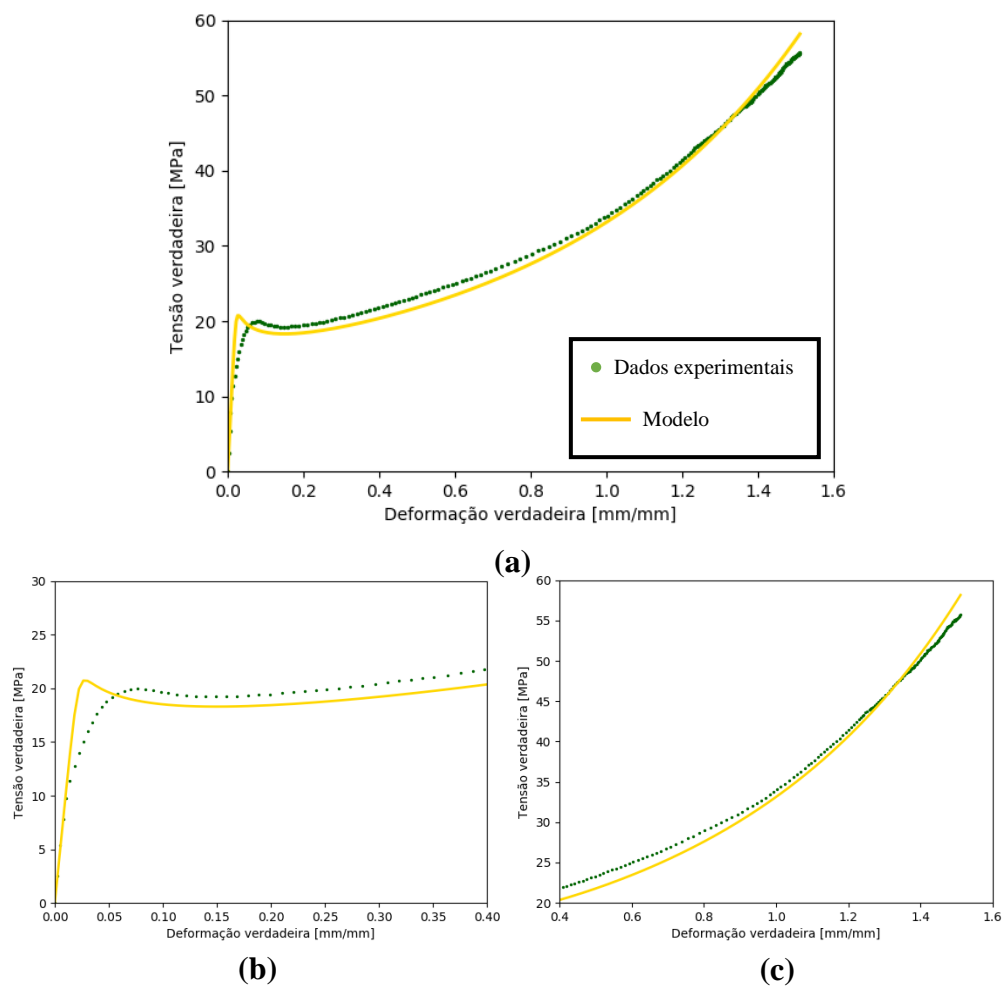 60
50
40
30
20
10
0
Tensão verdadeira [MPa]
Dados experimentais
Modelo
0.0 0.2 0.4 0.6 0.8 1.0 1.2 1.4 1.6
Deformação verdadeira [mm/mm]
(a)
30
25
20
15
10
5
0
Tensão verdadeira [MPa]
0.00 0.05 0.10 0.15 0.20 0.25 0.30 0.35 0.40
Deformação verdadeira [mm/mm]
(b)
60
55
50
45
40
35
30
25
20
Tensão verdadeira [MPa]
0.4 0.6 0.8 1.0 1.2 1.4 1.6
Deformação verdadeira [mm/mm]
(c)